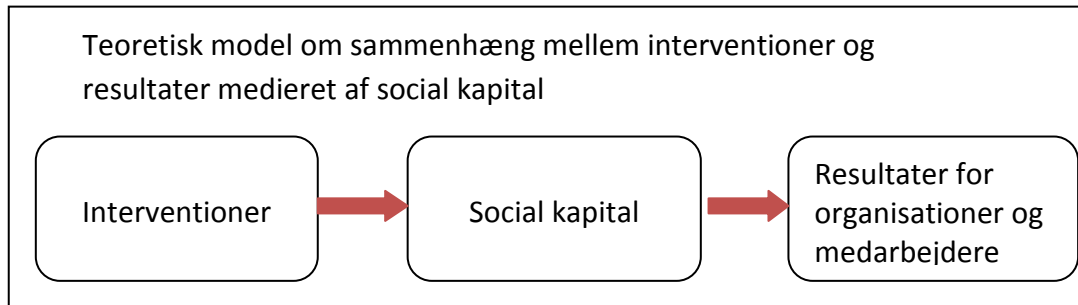 Teoretisk model om sammenhæng mellem interventioner og
resultater medieret af social kapital
Interventioner
Social kapital
Resultater for
organisationer og
medarbejdere